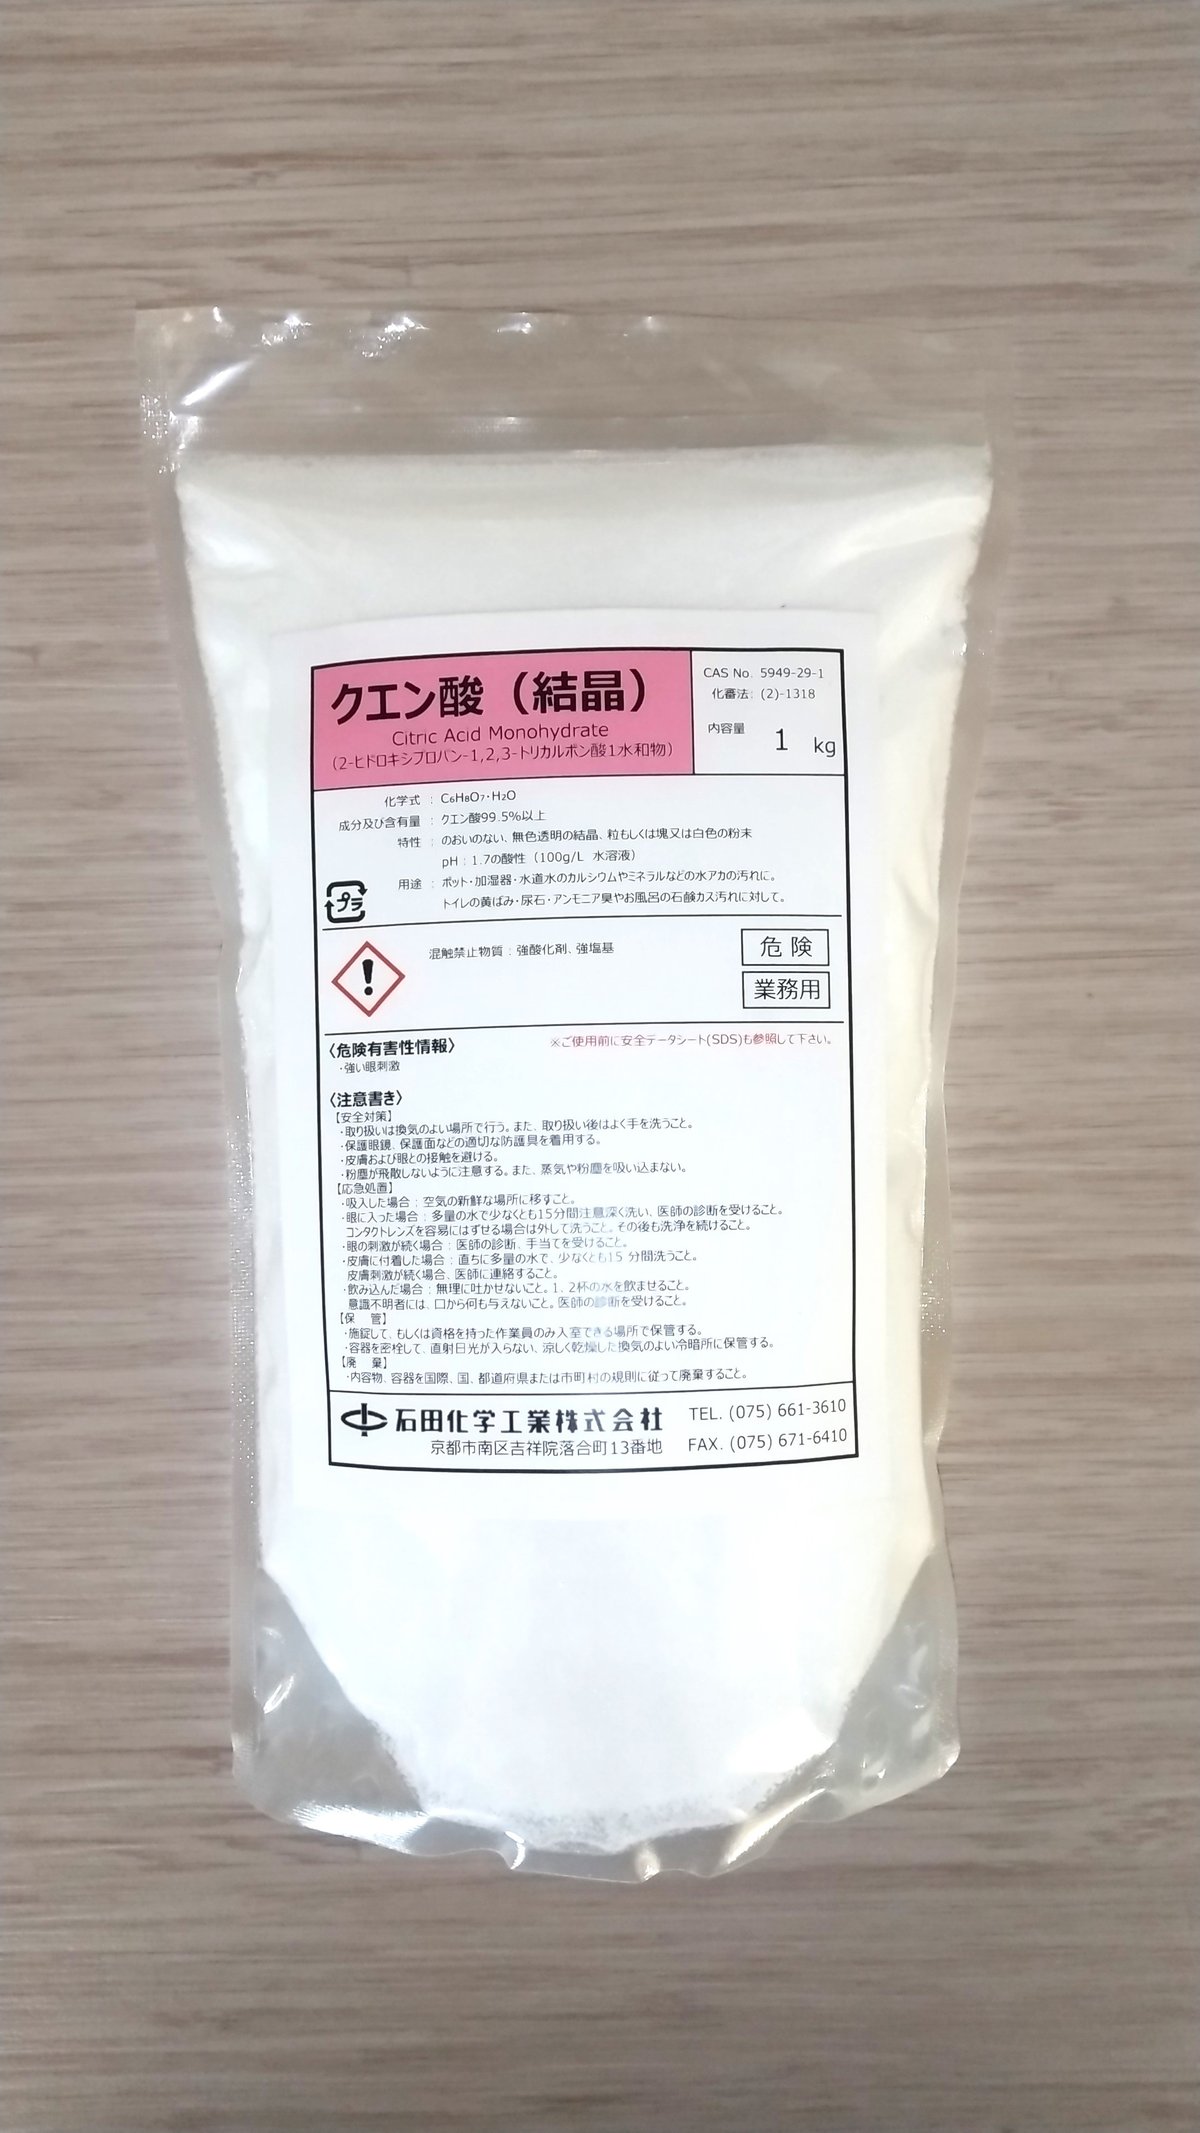 クエン酸（結晶）
Citric Acid Monohydrate
（2-ヒドロキシプロパン-1,2,3-トリカルボン酸1水和物）
CAS No. 5949-29-1
化審法: (2)-1318
内容量 1 kg
化学式 : C₆H₈O₇・H₂O
成分及び含有量 : クエン酸99.5%以上
特性 : のおいのない、無色透明の結晶、粒もしくは塊又は白色の粉末
pH : 1.7の酸性（100g/L 水溶液）
用途 : ポット・加湿器・水道水のカルシウムやミネラルなどの水アカの汚れに。
トイレの黄ばみ・尿石・アンモニア臭やお風呂の石鹸カス汚れに対して。
プラ
混触禁止物質 : 強酸化剤、強塩基
危険
業務用
〈危険有害性情報〉
※ご使用前に安全データシート(SDS)も参照して下さい。
・強い眼刺激
〈注意書き〉
【安全対策】
・取り扱いは換気のよい場所で行う。また、取り扱い後はよく手を洗うこと。
・保護眼鏡、保護面などの適切な防護具を着用する。
・皮膚および眼との接触を避ける。
・粉塵が飛散しないように注意する。また、蒸気や粉塵を吸い込まない。
【応急処置】
・吸入した場合 : 空気の新鮮な場所に移すこと。
・眼に入った場合 : 多量の水で少なくとも15分間注意深く洗い、医師の診断を受けること。
コンタクトレンズを容易にはずせる場合は外して洗うこと。その後も洗浄を続けること。
・眼の刺激が続く場合 : 医師の診断、手当てを受けること。
・皮膚に付着した場合 : 直ちに多量の水で、少なくとも15 分間洗うこと。
皮膚刺激が続く場合、医師に連絡すること。
・飲み込んだ場合 : 無理に吐かせないこと。1、2杯の水を飲ませること。
意識不明者には、口から何も与えないこと。医師の診断を受けること。
【保 管】
・施錠して、もしくは資格を持った作業員のみ入室できる場所で保管する。
・容器を密栓して、直射日光が入らない、涼しく乾燥した換気のよい冷暗所に保管する。
【廃 棄】
・内容物、容器を国際、国、都道府県または市町村の規則に従って廃棄すること。
石田化学工業株式会社
京都市南区吉祥院落合町13番地
TEL. (075) 661-3610
FAX. (075) 671-6410